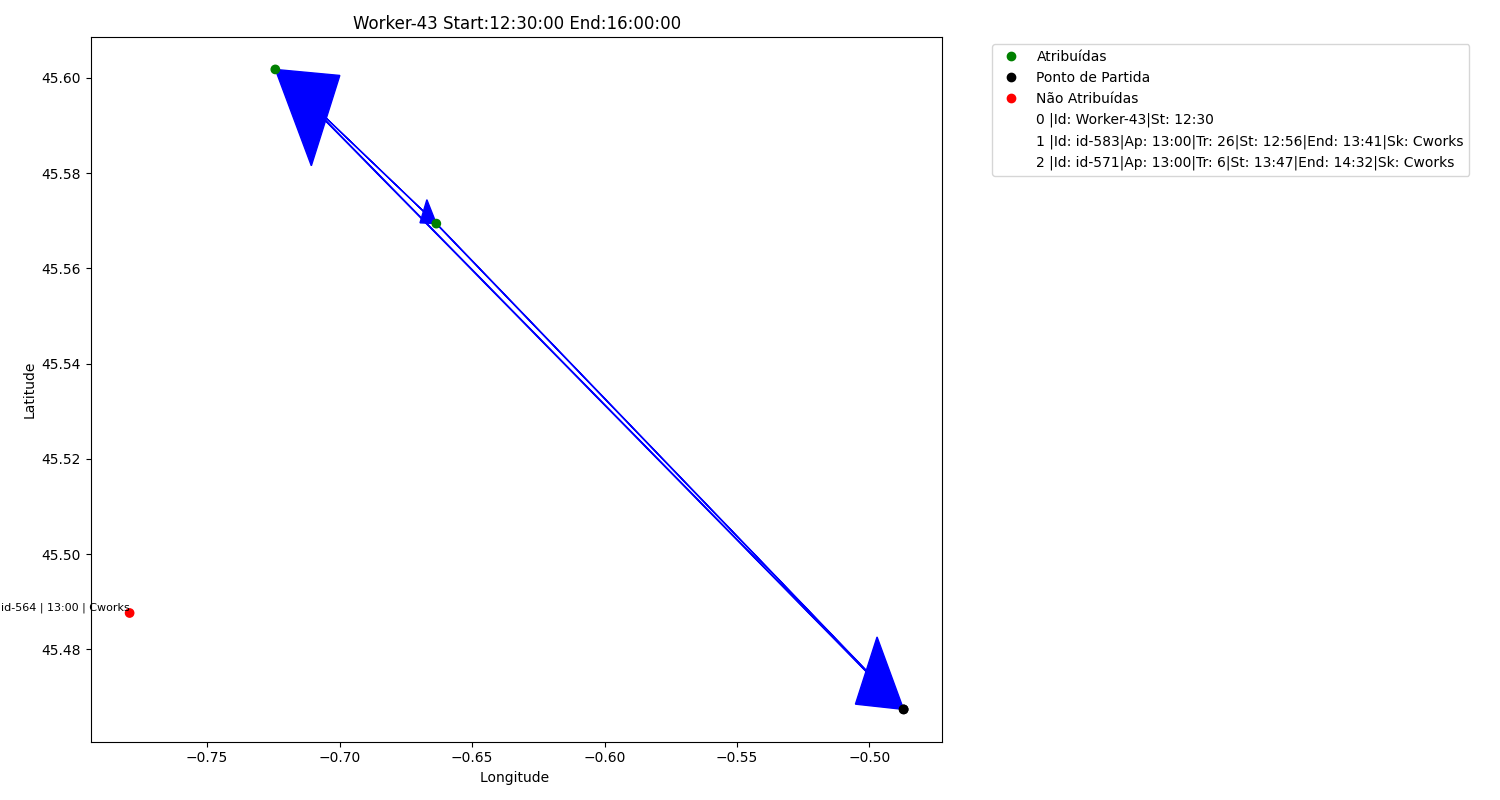 Worker-43 Start:12:30:00 End:16:00:00
Atribuídas
Ponto de Partida
Não Atribuídas
0 |Id: Worker-43|St: 12:30
1 |Id: id-583|Ap: 13:00|Tr: 26|St: 12:56|End: 13:41|Sk: Cworks
2 |Id: id-571|Ap: 13:00|Tr: 6|St: 13:47|End: 14:32|Sk: Cworks
45.60
45.58
45.56
45.54
45.52
45.50
45.48
Latitude
id-564 | 13:00 | Cworks
−0.75 −0.70 −0.65 −0.60 −0.55 −0.50
Longitude